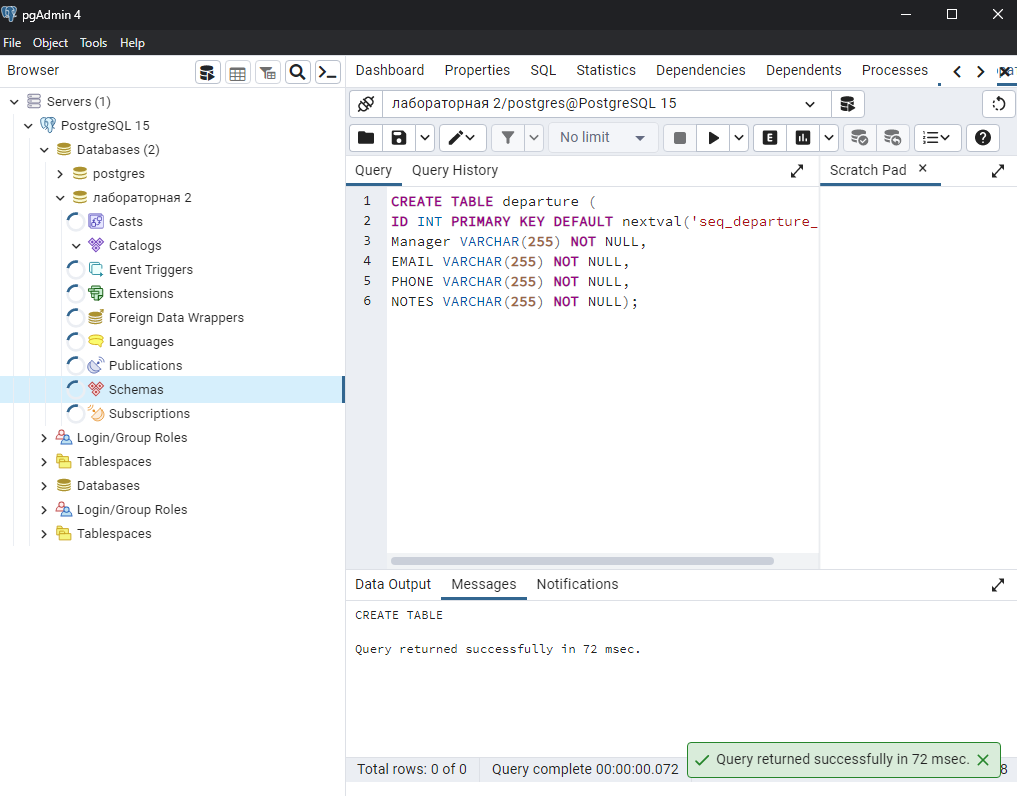 pgAdmin 4
File Object Tools Help
Browser
Dashboard Properties SQL Statistics Dependencies Dependents Processes
Servers (1)
PostgreSQL 15
Databases (2)
postgres
лабораторная 2
Casts
Catalogs
Event Triggers
Extensions
Foreign Data Wrappers
Languages
Publications
Schemas
Subscriptions
Login/Group Roles
Tablespaces
Databases
Login/Group Roles
Tablespaces
лабораторная 2/postgres@PostgreSQL 15
No limit
E
Query Query History
Scratch Pad
1 CREATE TABLE departure (
2 ID INT PRIMARY KEY DEFAULT nextval('seq_departure_
3 Manager VARCHAR(255) NOT NULL,
4 EMAIL VARCHAR(255) NOT NULL,
5 PHONE VARCHAR(255) NOT NULL,
6 NOTES VARCHAR(255) NOT NULL);
Data Output Messages Notifications
CREATE TABLE
Query returned successfully in 72 msec.
Query returned successfully in 72 msec.
Total rows: 0 of 0 Query complete 00:00:00.072 8